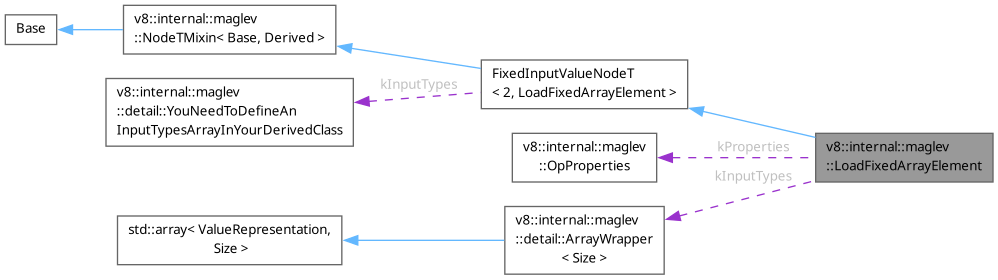 Base
v8::internal::maglev
::NodeTMixin< Base, Derived >
v8::internal::maglev
::detail::YouNeedToDefineAn
InputTypesArrayInYourDerivedClass
kInputTypes
FixedInputValueNodeT
< 2, LoadFixedArrayElement >
v8::internal::maglev
::OpProperties
kProperties
kInputTypes
v8::internal::maglev
::LoadFixedArrayElement
std::array< ValueRepresentation,
Size >
v8::internal::maglev
::detail::ArrayWrapper
< Size >